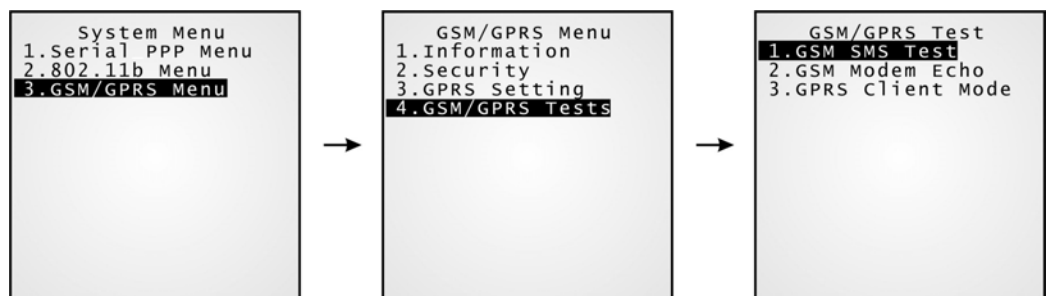 System Menu
1.Serial PPP Menu
2.802.11b Menu
3.GSM/GPRS Menu
GSM/GPRS Menu
1.Information
2.Security
3.GPRS Setting
4.GSM/GPRS Tests
GSM/GPRS Test
1.GSM SMS Test
2.GSM Modem Echo
3.GPRS Client Mode